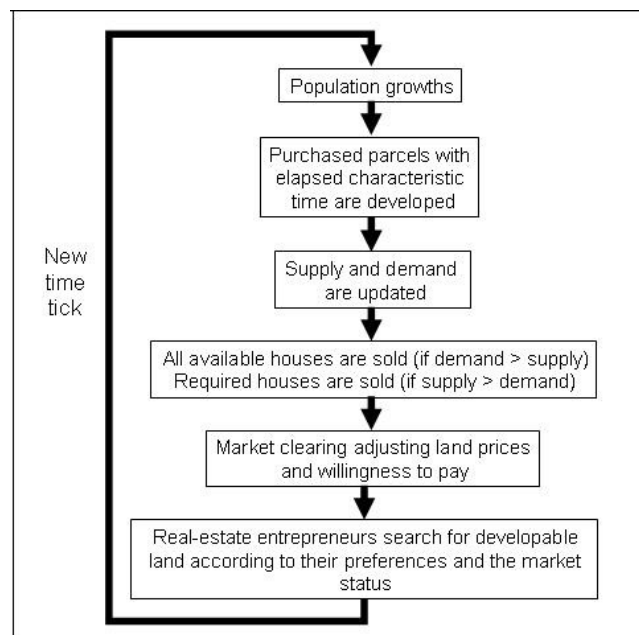 Population growths
Purchased parcels with
elapsed characteristic
time are developed
New
time
tick
Supply and demand
are updated
All available houses are sold (if demand > supply)
Required houses are sold (if supply > demand)
Market clearing adjusting land prices
and willingness to pay
Real-estate entrepreneurs search for developable
land according to their preferences and the market
status